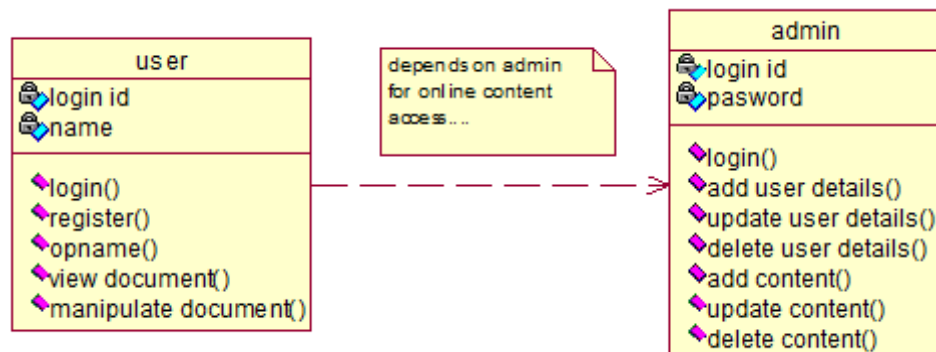 user
login id
name
login()
register()
opname()
view document()
manipulate document()
depends on admin
for online content
access....
admin
login id
pasword
login()
add user details()
update user details()
delete user details()
add content()
update content()
delete content()